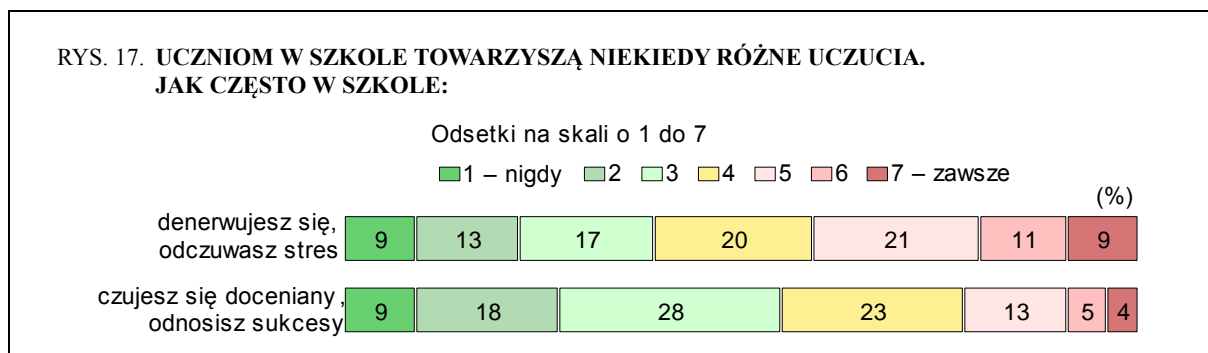 RYS. 17. UCZNIOM W SZKOLE TOWARZYSZĄ NIEKIEDY RÓŻNE UCZUCIA.
JAK CZĘSTO W SZKOLE:
Odsetki na skali o 1 do 7
1 – nigdy 2 3 4 5 6 7 – zawsze
(%)
denerwujesz się,
odczuwasz stres
9 13 17 20 21 11 9
czujesz się doceniany,
odnosisz sukcesy
9 18 28 23 13 5 4